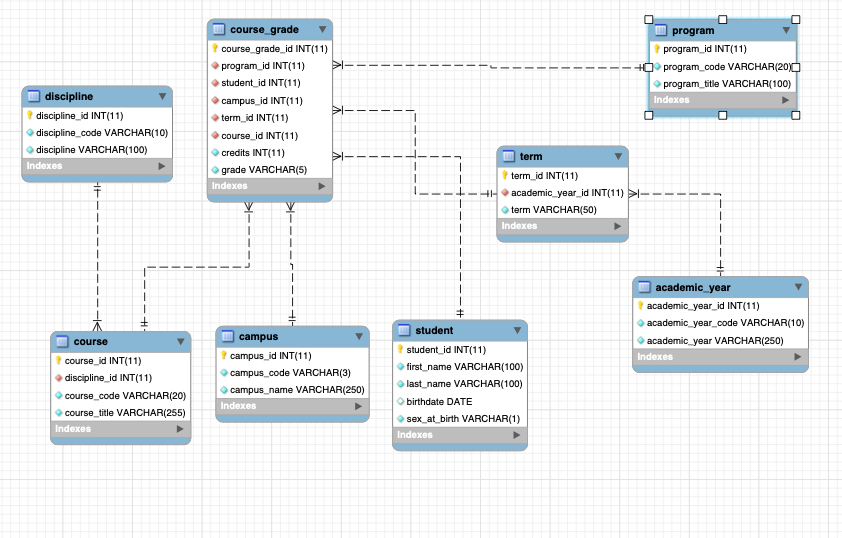 course_grade
course_grade_id INT(11)
program_id INT(11)
student_id INT(11)
campus_id INT(11)
term_id INT(11)
course_id INT(11)
credits INT(11)
grade VARCHAR(5)
Indexes
program
program_id INT(11)
program_code VARCHAR(20)
program_title VARCHAR(100)
Indexes
discipline
discipline_id INT(11)
discipline_code VARCHAR(10)
discipline VARCHAR(100)
Indexes
term
term_id INT(11)
academic_year_id INT(11)
term VARCHAR(50)
Indexes
academic_year
academic_year_id INT(11)
academic_year_code VARCHAR(10)
academic_year VARCHAR(250)
Indexes
course
course_id INT(11)
discipline_id INT(11)
course_code VARCHAR(20)
course_title VARCHAR(255)
Indexes
campus
campus_id INT(11)
campus_code VARCHAR(3)
campus_name VARCHAR(250)
Indexes
student
student_id INT(11)
first_name VARCHAR(100)
last_name VARCHAR(100)
birthdate DATE
sex_at_birth VARCHAR(1)
Indexes